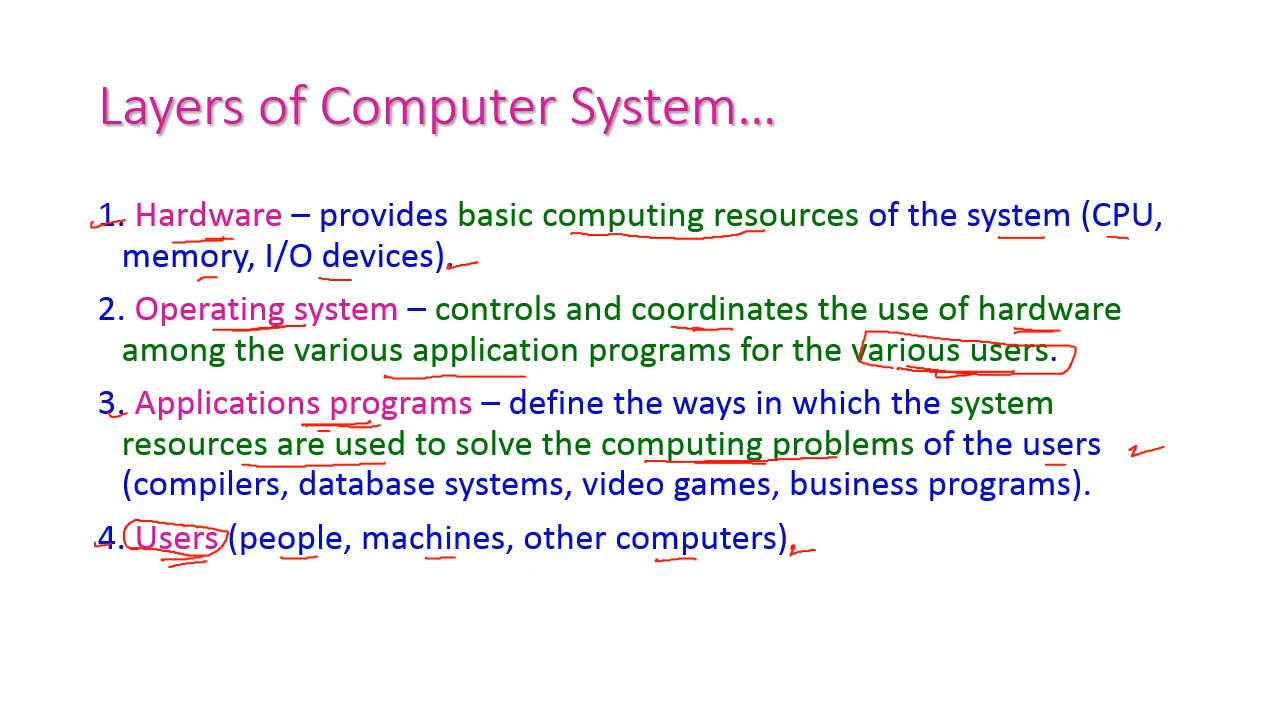 Layers of Computer System...
1. Hardware – provides basic computing resources of the system (CPU,
memory, I/O devices).
2. Operating system – controls and coordinates the use of hardware
among the various application programs for the various users.
3. Applications programs – define the ways in which the system
resources are used to solve the computing problems of the users
(compilers, database systems, video games, business programs).
4. Users (people, machines, other computers).